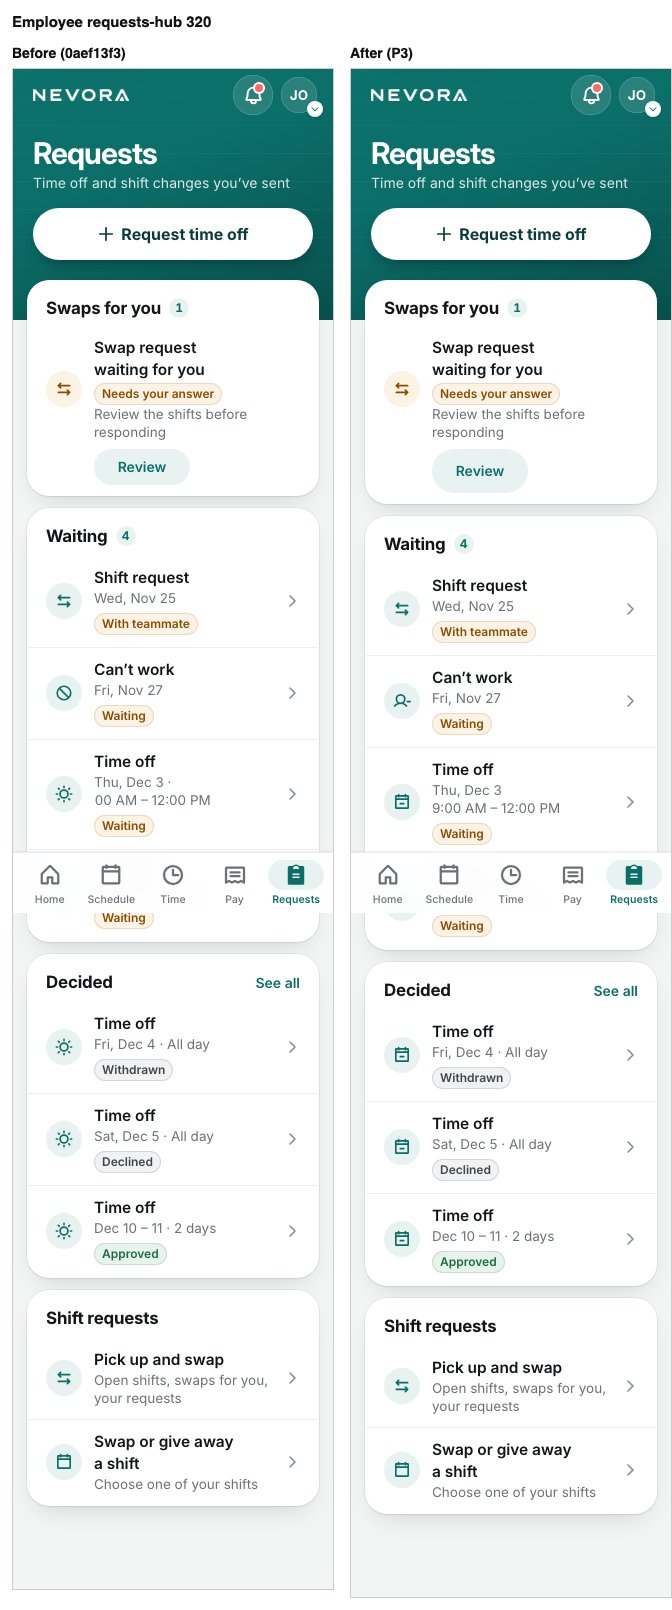 Employee requests-hub 320
Before (0aef13f3)
NEVORA
JO
Requests
Time off and shift changes you’ve sent
+ Request time off
Swaps for you 1
Swap request
waiting for you
Needs your answer
Review the shifts before
responding
Review
Waiting 4
Shift request
Wed, Nov 25
With teammate
Can’t work
Fri, Nov 27
Waiting
Time off
Thu, Dec 3 ·
00 AM – 12:00 PM
Waiting
Home
Schedule
Time
Pay
Requests
Waiting
Decided
See all
Time off
Fri, Dec 4 · All day
Withdrawn
Time off
Sat, Dec 5 · All day
Declined
Time off
Dec 10 – 11 · 2 days
Approved
Shift requests
Pick up and swap
Open shifts, swaps for you,
your requests
Swap or give away
a shift
Choose one of your shifts
After (P3)
NEVORA
JO
Requests
Time off and shift changes you’ve sent
+ Request time off
Swaps for you 1
Swap request
waiting for you
Needs your answer
Review the shifts before
responding
Review
Waiting 4
Shift request
Wed, Nov 25
With teammate
Can’t work
Fri, Nov 27
Waiting
Time off
Thu, Dec 3
9:00 AM – 12:00 PM
Waiting
Home
Schedule
Time
Pay
Requests
Waiting
Decided
See all
Time off
Fri, Dec 4 · All day
Withdrawn
Time off
Sat, Dec 5 · All day
Declined
Time off
Dec 10 – 11 · 2 days
Approved
Shift requests
Pick up and swap
Open shifts, swaps for you,
your requests
Swap or give away
a shift
Choose one of your shifts